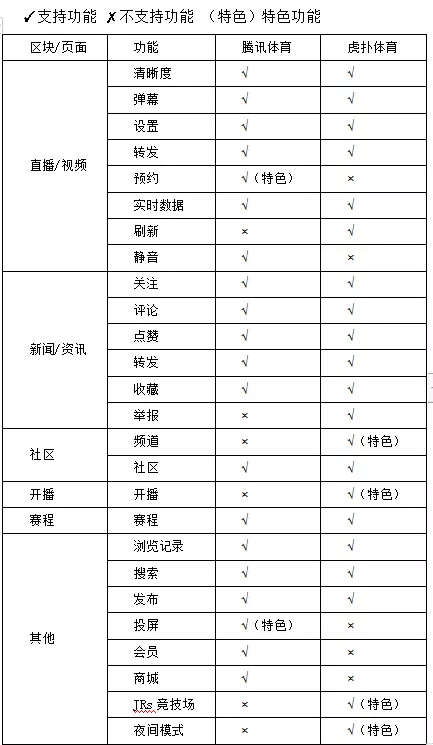 ✓支持功能 ✗不支持功能 (特色)特色功能
区块/页面 功能 腾讯体育 虎扑体育
直播/视频 清晰度 √ √
弹幕 √ √
设置 √ √
转发 √ √
预约 √(特色) ×
实时数据 √ √
刷新 × √
静音 √ ×
新闻/资讯 关注 √ √
评论 √ √
点赞 √ √
转发 √ √
收藏 √ √
举报 × √
社区 频道 × √(特色)
社区 √ √
开播 开播 × √(特色)
赛程 赛程 √ √
其他 浏览记录 √ √
搜索 √ √
发布 √ √
投屏 √(特色) ×
会员 √ ×
商城 √ ×
JRs竞技场 × √(特色)
夜间模式 × √(特色)